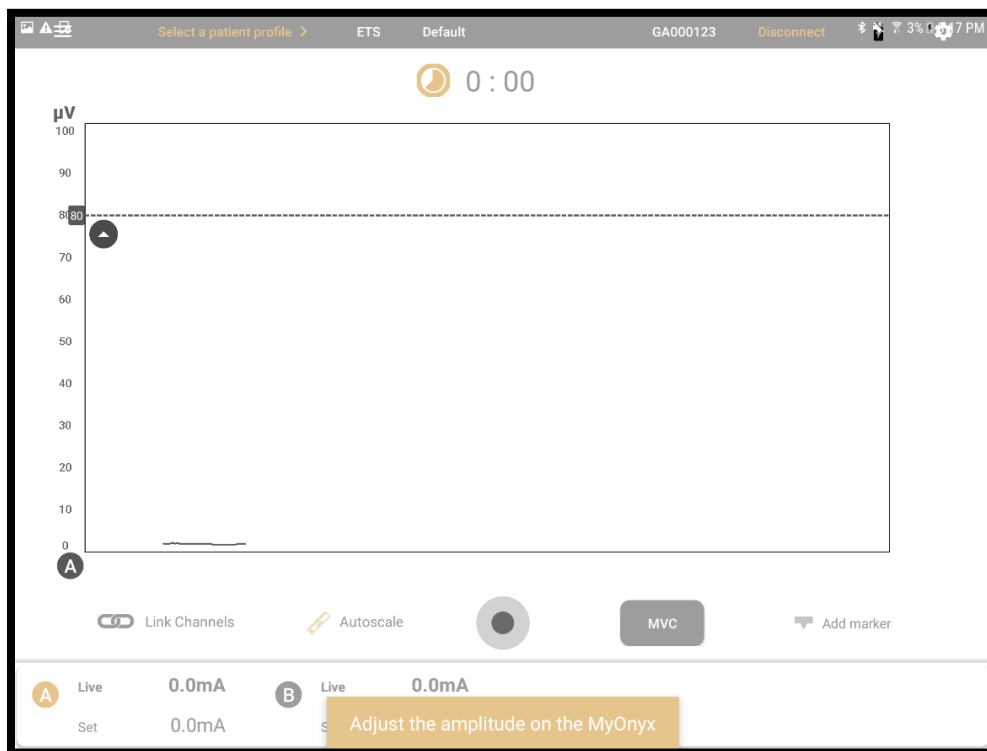 Select a patient profile > ETS Default GA000123 Disconnect 3% 17 PM
0 : 00
µV
100
90
80 80
70
60
50
40
30
20
10
0
A
Link Channels Autoscale MVC Add marker
A Live 0.0mA B Live 0.0mA
Set 0.0mA
Adjust the amplitude on the MyOnyx